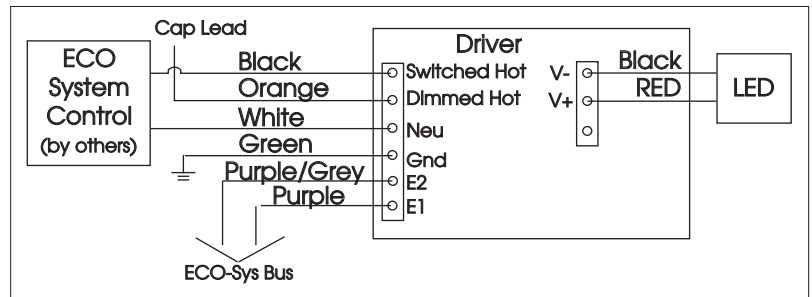 Cap Lead
ECO
System
Control
(by others)
Black
Orange
White
Green
Purple/Grey
Purple
ECO-Sys Bus
Driver
Switched Hot
Dimmed Hot
Neu
Gnd
E2
E1
V-
V+
Black
RED
LED